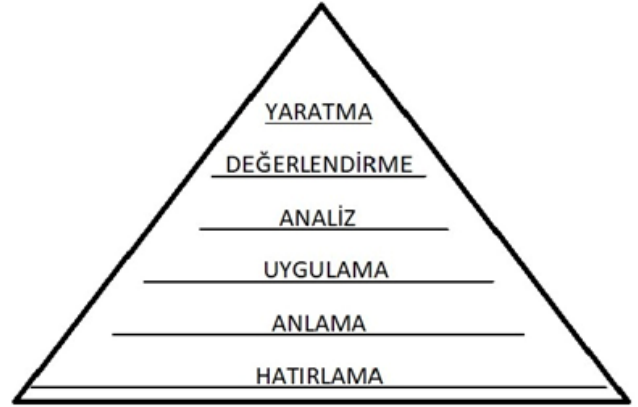 YARATMA
DEĞERLENDİRME
ANALİZ
UYGULAMA
ANLAMA
HATIRLAMA